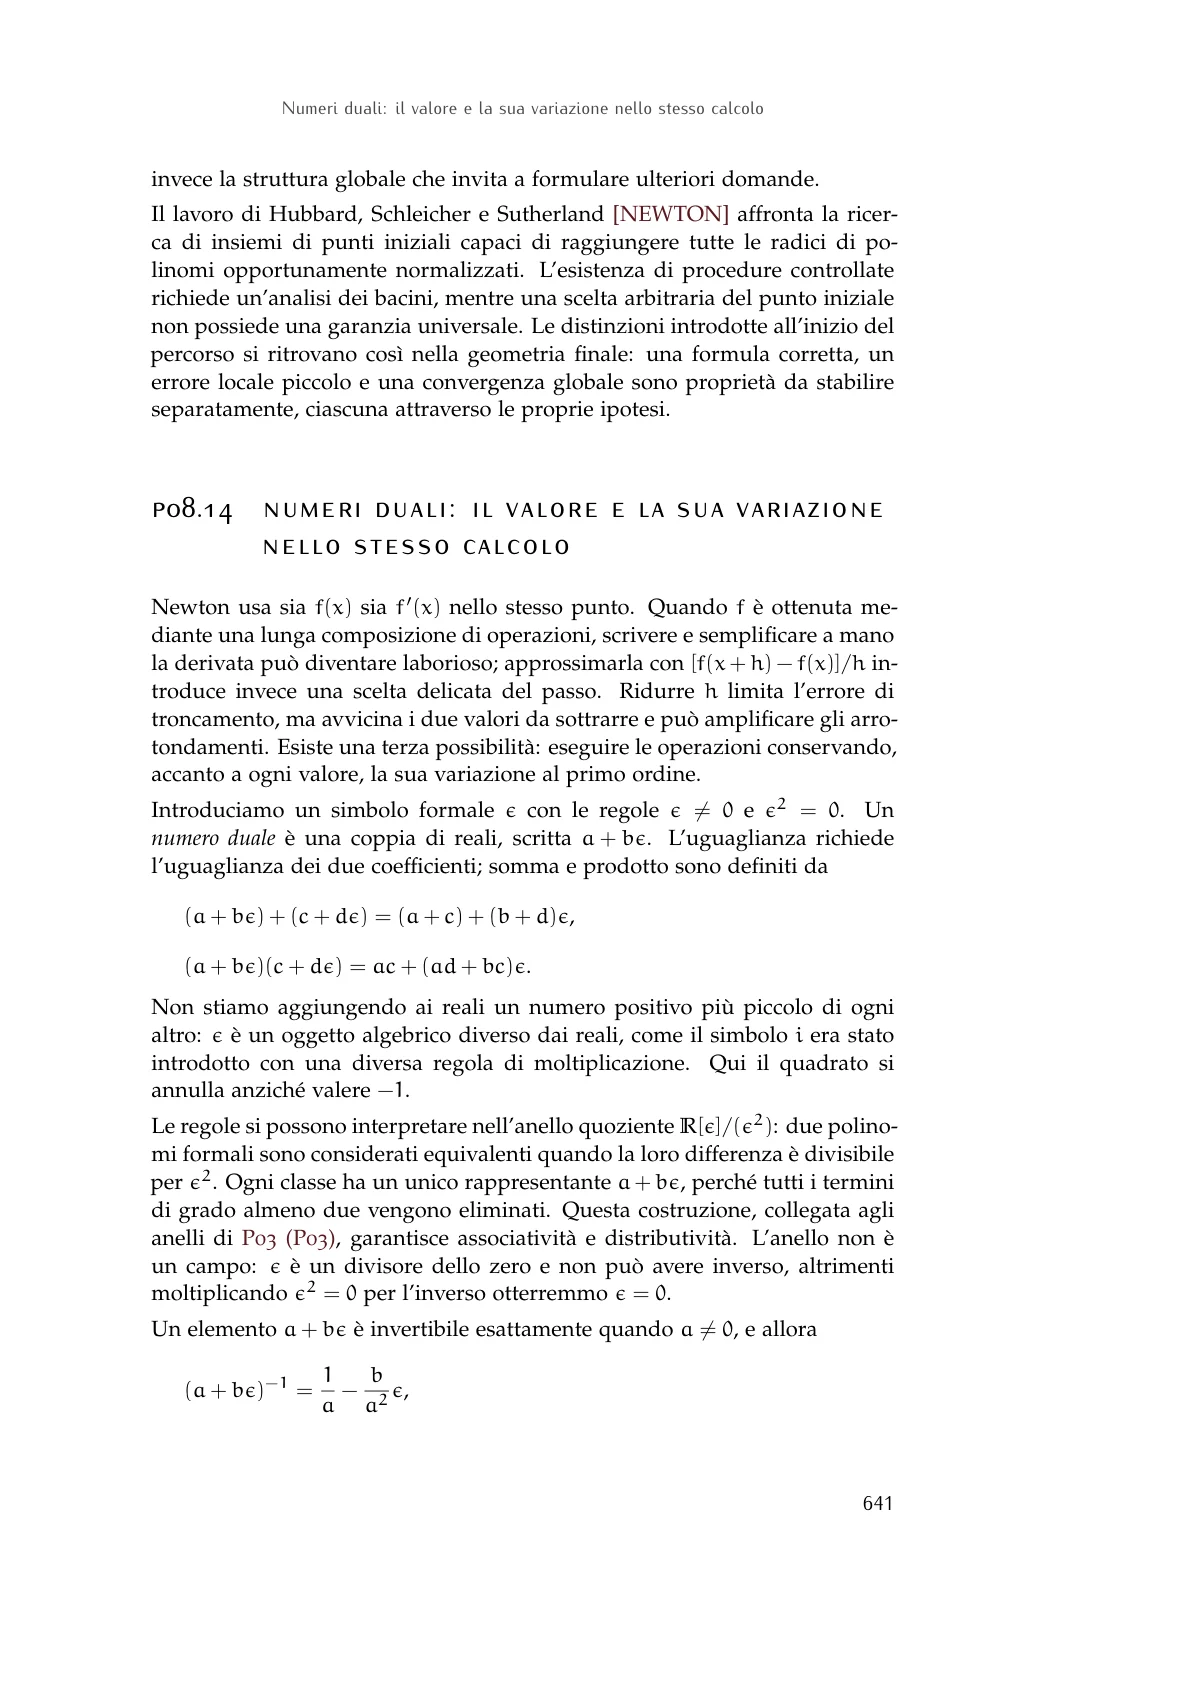 Numeri duali: il valore e la sua variazione nello stesso calcolo
invece la struttura globale che invita a formulare ulteriori domande.
Il lavoro di Hubbard, Schleicher e Sutherland [NEWTON] affronta la ricer-
ca di insiemi di punti iniziali capaci di raggiungere tutte le radici di po-
linomi opportunamente normalizzati. L'esistenza di procedure controllate
richiede un'analisi dei bacini, mentre una scelta arbitraria del punto iniziale
non possiede una garanzia universale. Le distinzioni introdotte all'inizio del
percorso si ritrovano così nella geometria finale: una formula corretta, un
errore locale piccolo e una convergenza globale sono proprietà da stabilire
separatamente, ciascuna attraverso le proprie ipotesi.
P08.14 NUMERI DUALI: IL VALORE E LA SUA VARIAZIONE
NELLO STESSO CALCOLO
Newton usa sia f(x) sia f′(x) nello stesso punto. Quando f è ottenuta me-
diante una lunga composizione di operazioni, scrivere e semplificare a mano
la derivata può diventare laborioso; approssimarla con [f(x + h) − f(x)]/h in-
troduce invece una scelta delicata del passo. Ridurre h limita l'errore di
troncamento, ma avvicina i due valori da sottrarre e può amplificare gli arro-
tondamenti. Esiste una terza possibilità: eseguire le operazioni conservando,
accanto a ogni valore, la sua variazione al primo ordine.
Introduciamo un simbolo formale ϵ con le regole ϵ ≠ 0 e ϵ² = 0. Un
numero duale è una coppia di reali, scritta a + bϵ. L'uguaglianza richiede
l'uguaglianza dei due coefficienti; somma e prodotto sono definiti da
(a + bϵ) + (c + dϵ) = (a + c) + (b + d)ϵ,
(a + bϵ)(c + dϵ) = ac + (ad + bc)ϵ.
Non stiamo aggiungendo ai reali un numero positivo più piccolo di ogni
altro: ϵ è un oggetto algebrico diverso dai reali, come il simbolo i era stato
introdotto con una diversa regola di moltiplicazione. Qui il quadrato si
annulla anziché valere −1.
Le regole si possono interpretare nell'anello quoziente ℝ[ϵ]/(ϵ²): due polino-
mi formali sono considerati equivalenti quando la loro differenza è divisibile
per ϵ². Ogni classe ha un unico rappresentante a + bϵ, perché tutti i termini
di grado almeno due vengono eliminati. Questa costruzione, collegata agli
anelli di P03 (P03), garantisce associatività e distributività. L'anello non è
un campo: ϵ è un divisore dello zero e non può avere inverso, altrimenti
moltiplicando ϵ² = 0 per l'inverso otterremmo ϵ = 0.
Un elemento a + bϵ è invertibile esattamente quando a ≠ 0, e allora
(a + bϵ)⁻¹ = 1/a − b/a² ϵ,
641